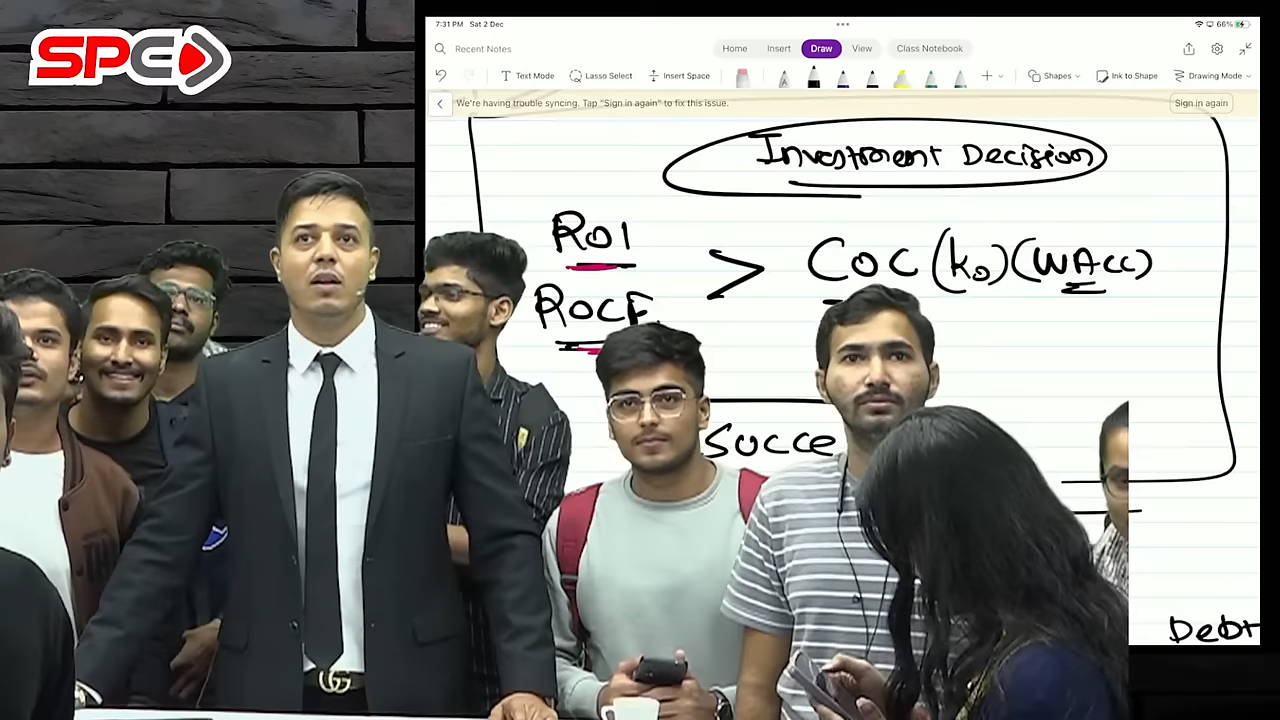 SPC
7:31 PM Sat 2 Dec
66%
Recent Notes
Home Insert Draw View Class Notebook
Text Mode Lasso Select Insert Space Shapes Ink to Shape Drawing Mode
We're having trouble syncing. Tap "Sign in again" to fix this issue.
Sign in again
Investment Decision
ROI
> COC (Ko) (WACC)
ROCE
Succe
Debt